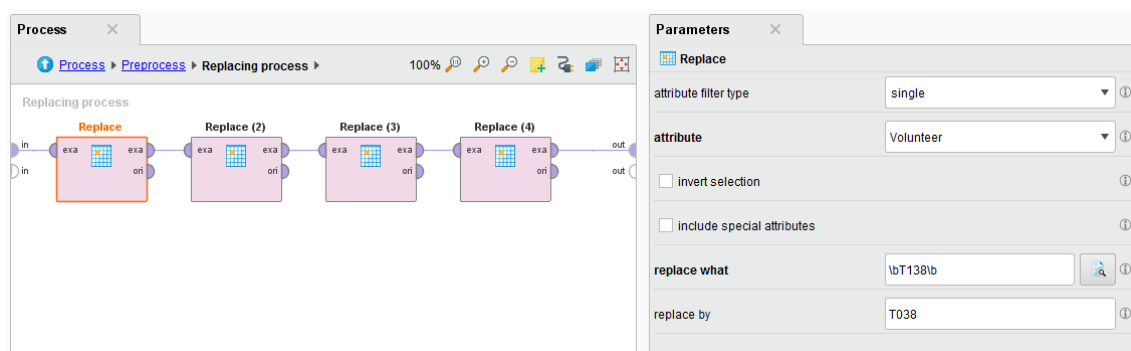 Process
Process Preprocess Replacing process
100%
Replacing process
Replace
Replace (2)
Replace (3)
Replace (4)
in
exa
exa
exa
exa
exa
exa
exa
exa
out
in
ori
ori
ori
ori
out
Parameters
Replace
attribute filter type
single
attribute
Volunteer
invert selection
include special attributes
replace what
\bT138\b
replace by
T038